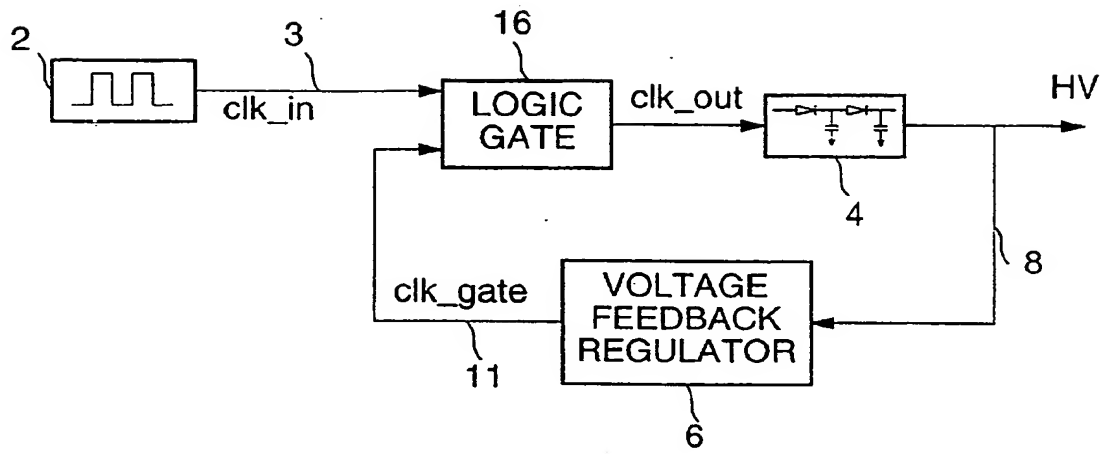 2
3
16
HV
clk_in
LOGIC
GATE
clk_out
4
8
clk_gate
VOLTAGE
FEEDBACK
REGULATOR
11
6